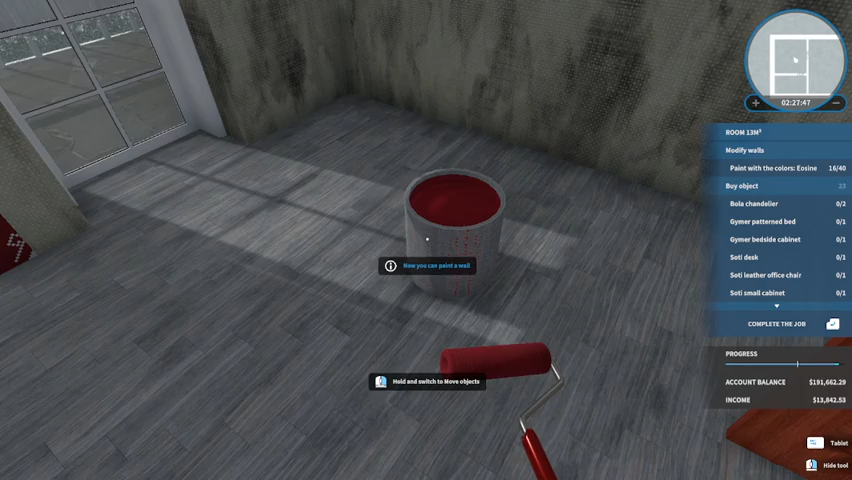 02:27:47
ROOM 13M²
Modify walls
Paint with the colors: Eosine 16/40
Buy object 23
Bola chandelier 0/2
Gymer patterned bed 0/1
Gymer bedside cabinet 0/1
Soti desk 0/1
Soti leather office chair 0/1
Soti small cabinet 0/1
Now you can paint a wall
COMPLETE THE JOB
PROGRESS
Hold and switch to Move objects
ACCOUNT BALANCE $191,662.29
INCOME $13,842.53
Tablet
Hide tool